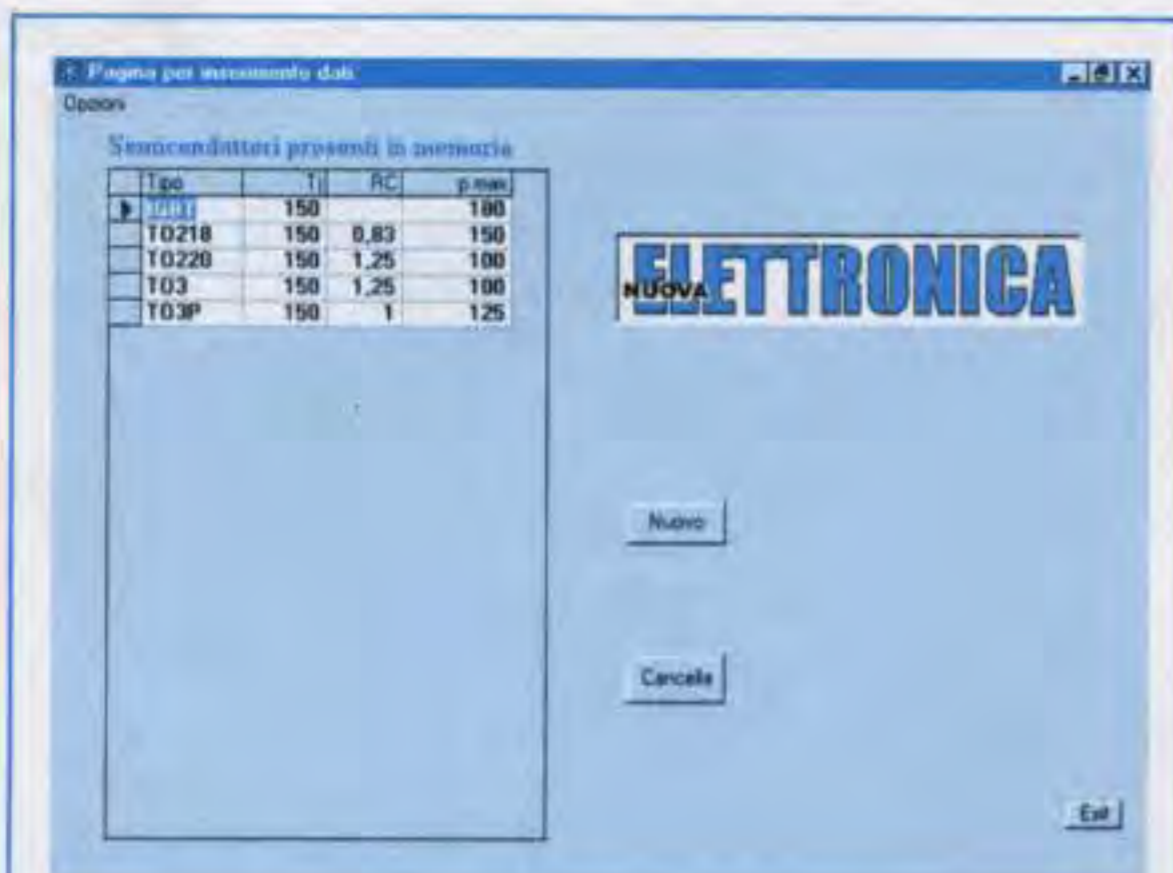 Pagina per inserimento dati
Opzioni
Semiconduttori presenti in memoria
Tipo Tj RC p max
150 180
TO218 150 0,83 150
TO220 150 1,25 100
TO3 150 1,25 100
TO3P 150 1 125
NUOVA ELETTRONICA
Nuovo
Cancella
Exit